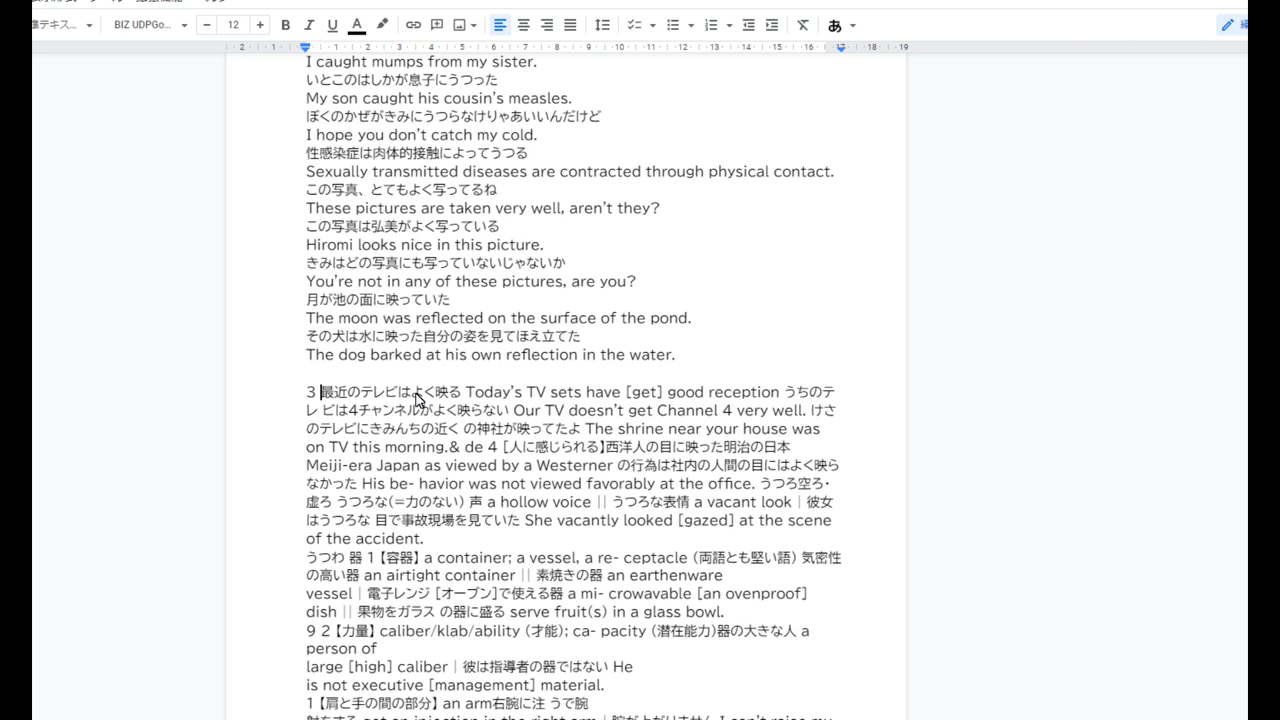 BIZ UDPGo...
12
B I U A
あ
2 1 1 2 3 4 5 6 7 8 9 10 11 12 13 14 15 16 17 18 19
I caught mumps from my sister.
いとこのはしかが息子にうつった
My son caught his cousin's measles.
ぼくのかぜがきみにうつらなけりゃあいいんだけど
I hope you don't catch my cold.
性感染症は肉体的接触によってうつる
Sexually transmitted diseases are contracted through physical contact.
この写真、とてもよく写ってるね
These pictures are taken very well, aren't they?
この写真は弘美がよく写っている
Hiromi looks nice in this picture.
きみはどの写真にも写っていないじゃないか
You're not in any of these pictures, are you?
月が池の面に映っていた
The moon was reflected on the surface of the pond.
その犬は水に映った自分の姿を見てほえ立てた
The dog barked at his own reflection in the water.
3 最近のテレビはよく映る Today's TV sets have [get] good reception うちのテ
レ ビは4チャンネルがよく映らない Our TV doesn't get Channel 4 very well. けさ
のテレビにきみんちの近く の神社が映ってたよ The shrine near your house was
on TV this morning.& de 4 [人に感じられる】西洋人の目に映った明治の日本
Meiji-era Japan as viewed by a Westerner の行為は社内の人間の目にはよく映ら
なかった His be- havior was not viewed favorably at the office. うつろ空ろ・
虚ろ うつろな(=力のない) 声 a hollow voice || うつろな表情 a vacant look | 彼女
はうつろな 目で事故現場を見ていた She vacantly looked [gazed] at the scene
of the accident.
うつわ 器 1【容器】 a container; a vessel, a re- ceptacle (両語とも堅い語) 気密性
の高い器 an airtight container || 素焼きの器 an earthenware
vessel | 電子レンジ [オーブン]で使える器 a mi- crowavable [an ovenproof]
dish || 果物をガラス の器に盛る serve fruit(s) in a glass bowl.
9 2【力量】 caliber/klab/ability (才能); ca- pacity (潜在能力)器の大きな人 a
person of
large [high] caliber | 彼は指導者の器ではない He
is not executive [management] material.
1【肩と手の間の部分】 an arm右腕に注 うで腕